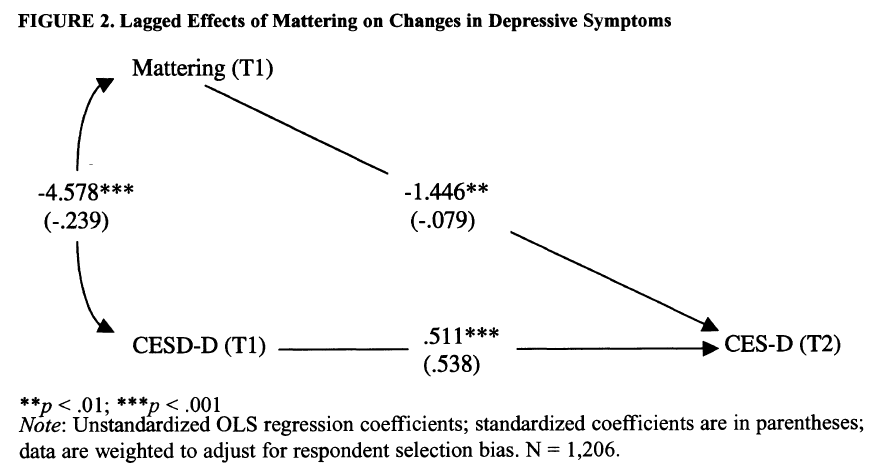 FIGURE 2. Lagged Effects of Mattering on Changes in Depressive Symptoms
Mattering (T1)
-4.578***
(-.239)
-1.446**
(-.079)
CESD-D (T1)
.511***
(.538)
CES-D (T2)
**p < .01; ***p < .001
Note: Unstandardized OLS regression coefficients; standardized coefficients are in parentheses;
data are weighted to adjust for respondent selection bias. N = 1,206.